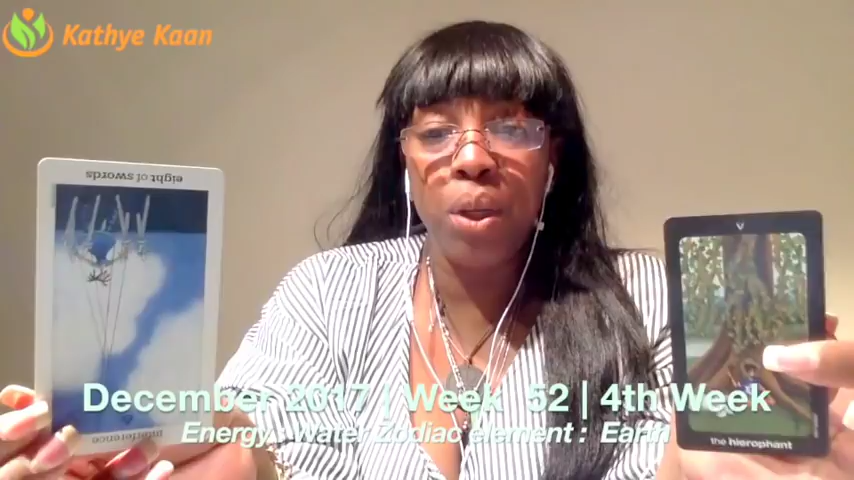 Kathye Kaan
eight of swords
V
December 2017 | Week 52 | 4th Week
Energy : Water Zodiac element : Earth
interference
the hierophant